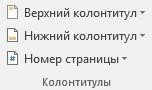 Верхний колонтитул
Нижний колонтитул
# Номер страницы
Колонтитулы